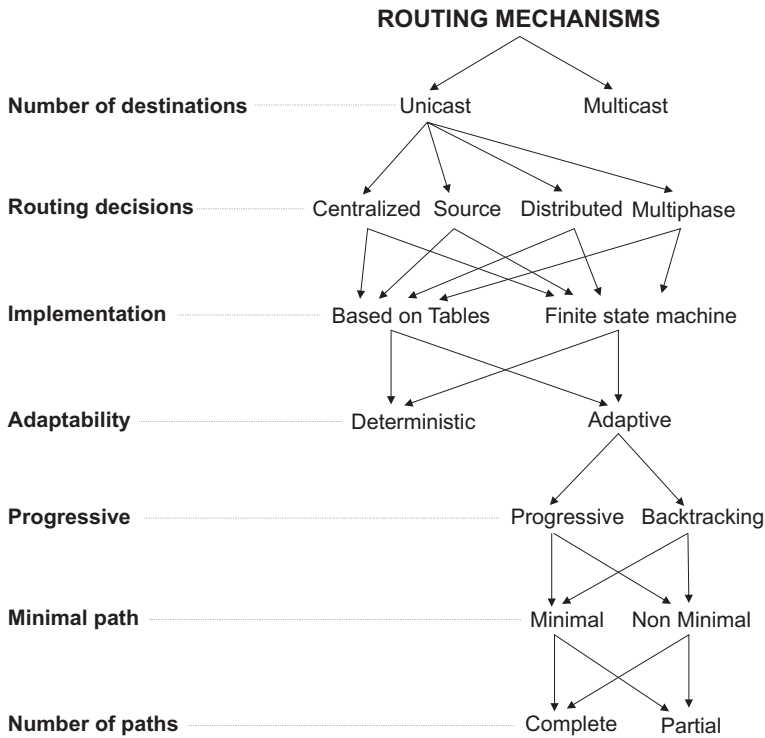 ROUTING MECHANISMS
Number of destinations Unicast Multicast
Routing decisions Centralized Source Distributed Multiphase
Implementation Based on Tables Finite state machine
Adaptability Deterministic Adaptive
Progressive Progressive Backtracking
Minimal path Minimal Non Minimal
Number of paths Complete Partial